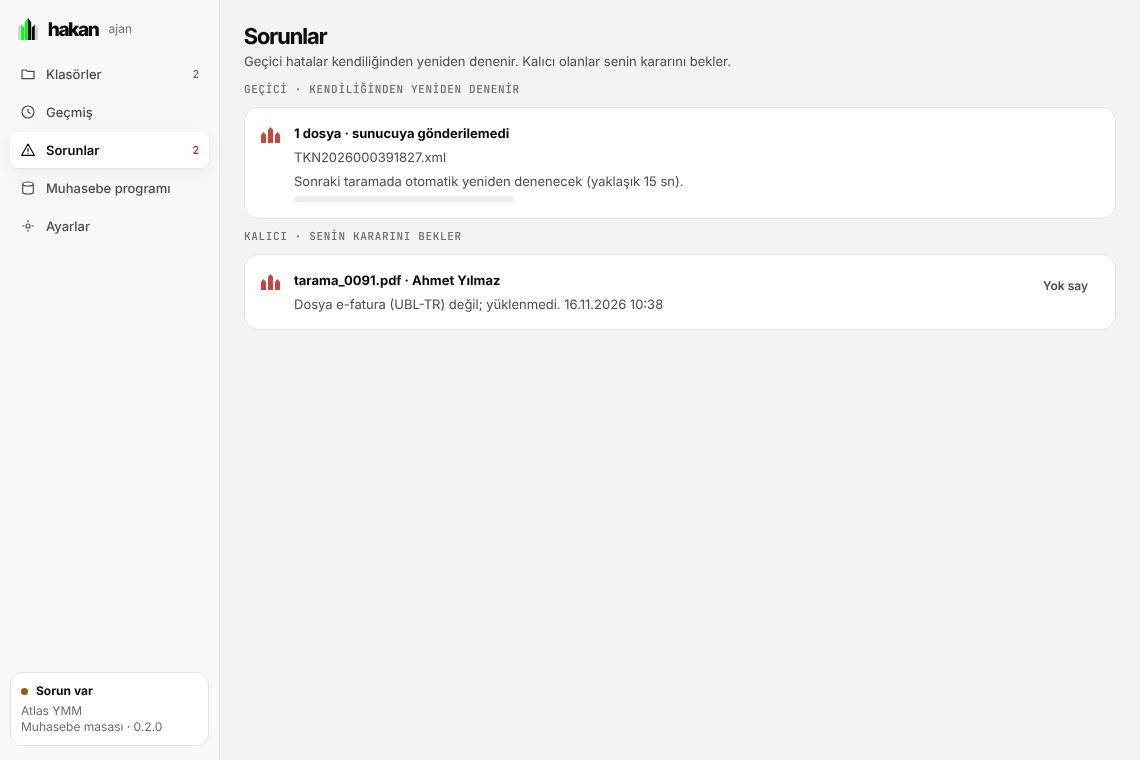 hakan ajan
Klasörler 2
Geçmiş
Sorunlar 2
Muhasebe programı
Ayarlar
Sorun var
Atlas YMM
Muhasebe masası · 0.2.0
Sorunlar
Geçici hatalar kendiliğinden yeniden denenir. Kalıcı olanlar senin kararını bekler.
GEÇİCİ · KENDİLİĞİNDEN YENİDEN DENENİR
1 dosya · sunucuya gönderilemedi
TKN2026000391827.xml
Sonraki taramada otomatik yeniden denenecek (yaklaşık 15 sn).
KALICI · SENİN KARARINI BEKLER
tarama_0091.pdf · Ahmet Yılmaz
Yok say
Dosya e-fatura (UBL-TR) değil; yüklenmedi. 16.11.2026 10:38